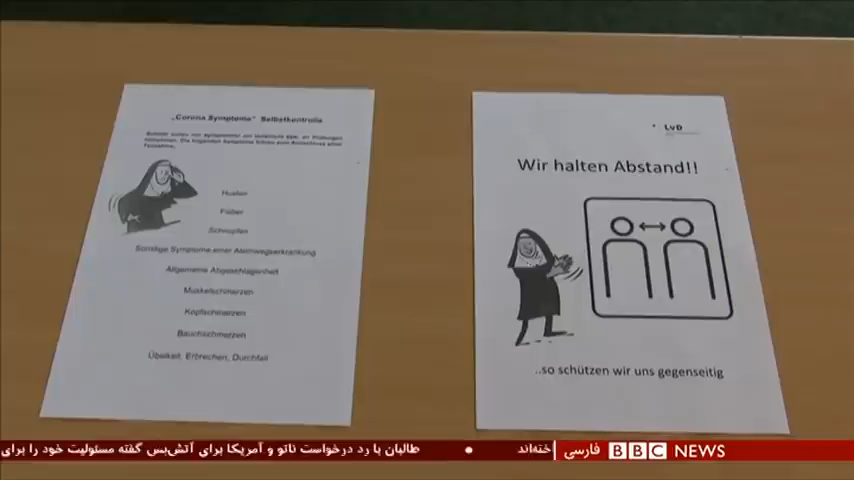 „Corona Symptome“ Selbstkontrolle
Husten
Fieber
Schnupfen
Sonstige Symptome einer Atemwegserkrankung
Allgemeine Abgeschlagenheit
Muskelschmerzen
Kopfschmerzen
Bauchschmerzen
Übelkeit, Erbrechen, Durchfall
LvD
Wir halten Abstand!!
..so schützen wir uns gegenseitig
طالبان با رد درخواست ناتو و آمریکا برای آتش‌بس گفته مسئولیت خود را برای
خته‌اند
BBC NEWS فارسی